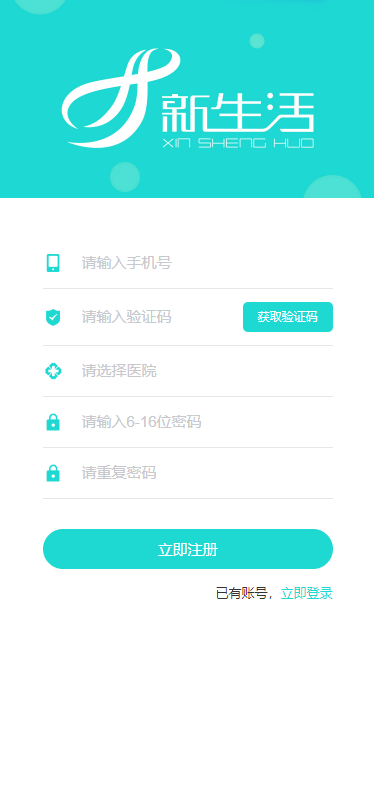 新生活
XIN SHENG HUO
请输入手机号
请输入验证码
获取验证码
请选择医院
请输入6-16位密码
请重复密码
立即注册
已有账号，立即登录